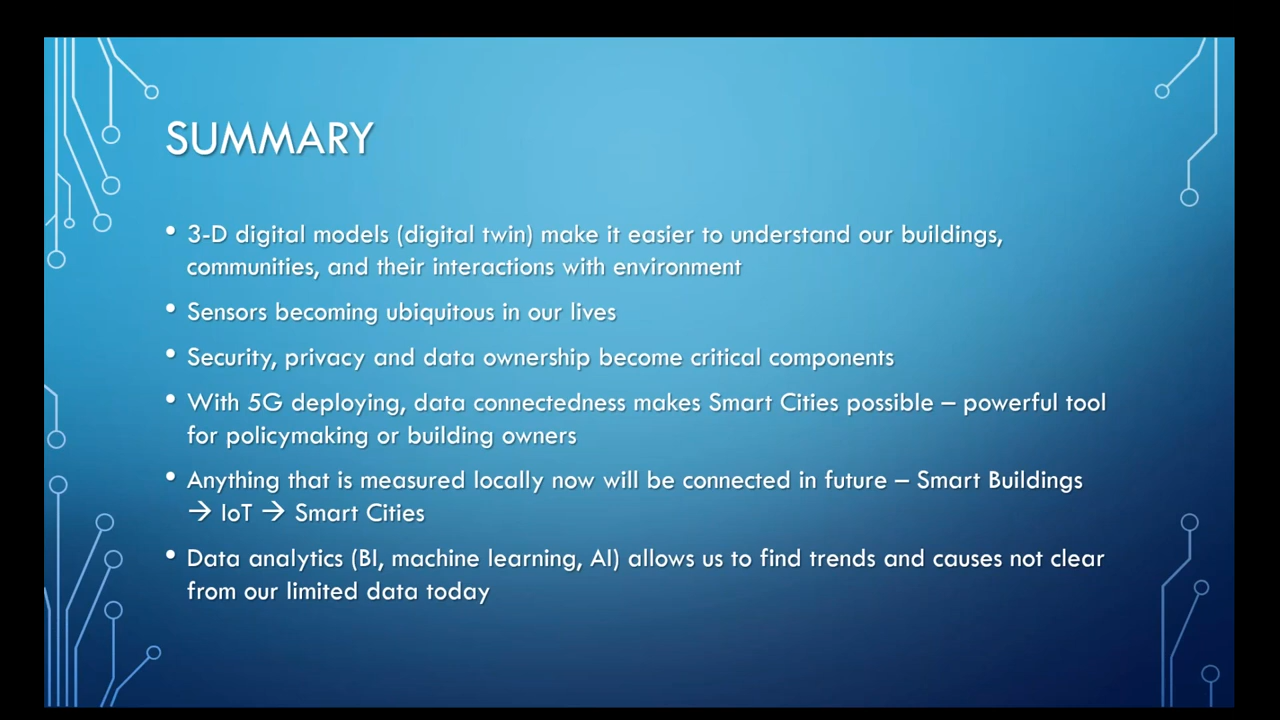 SUMMARY
• 3-D digital models (digital twin) make it easier to understand our buildings,
communities, and their interactions with environment
• Sensors becoming ubiquitous in our lives
• Security, privacy and data ownership become critical components
• With 5G deploying, data connectedness makes Smart Cities possible – powerful tool
for policymaking or building owners
• Anything that is measured locally now will be connected in future – Smart Buildings
→ IoT → Smart Cities
• Data analytics (BI, machine learning, AI) allows us to find trends and causes not clear
from our limited data today